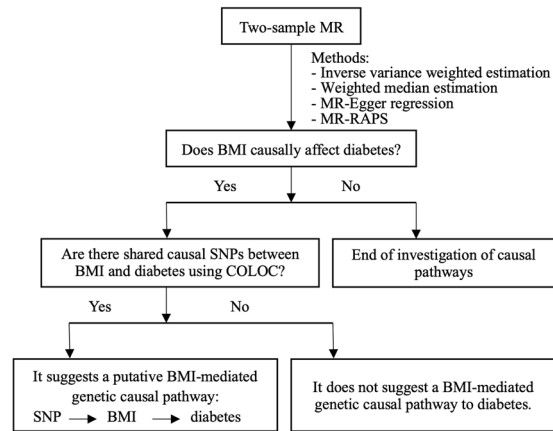 Two-sample MR
Methods:
- Inverse variance weighted estimation
- Weighted median estimation
- MR-Egger regression
- MR-RAPS
Does BMI causally affect diabetes?
Yes No
Are there shared causal SNPs between
BMI and diabetes using COLOC?
End of investigation of causal
pathways
Yes No
It suggests a putative BMI-mediated
genetic causal pathway:
SNP → BMI → diabetes
It does not suggest a BMI-mediated
genetic causal pathway to diabetes.